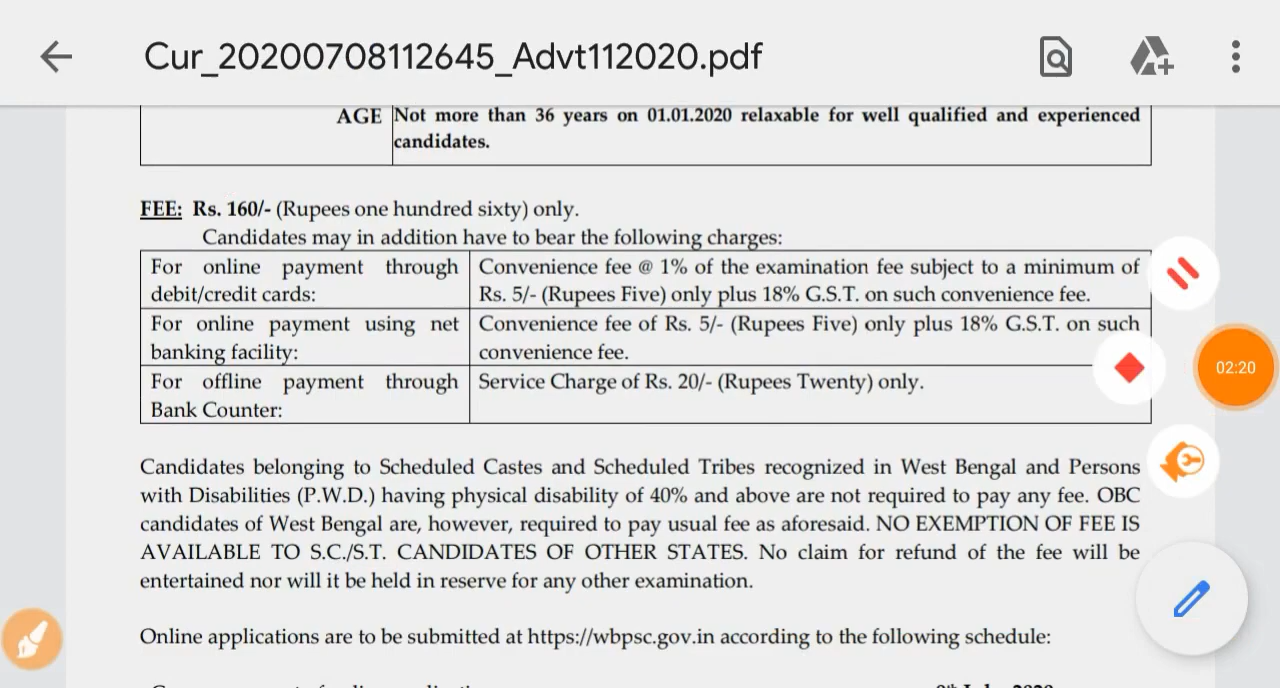 Cur_20200708112645_Advt112020.pdf
AGE Not more than 36 years on 01.01.2020 relaxable for well qualified and experienced
candidates.
FEE: Rs. 160/- (Rupees one hundred sixty) only.
Candidates may in addition have to bear the following charges:
For online payment through debit/credit cards: Convenience fee @ 1% of the examination fee subject to a minimum of
Rs. 5/- (Rupees Five) only plus 18% G.S.T. on such convenience fee.
For online payment using net banking facility: Convenience fee of Rs. 5/- (Rupees Five) only plus 18% G.S.T. on such
convenience fee.
For offline payment through Bank Counter: Service Charge of Rs. 20/- (Rupees Twenty) only.
02:20
Candidates belonging to Scheduled Castes and Scheduled Tribes recognized in West Bengal and Persons
with Disabilities (P.W.D.) having physical disability of 40% and above are not required to pay any fee. OBC
candidates of West Bengal are, however, required to pay usual fee as aforesaid. NO EXEMPTION OF FEE IS
AVAILABLE TO S.C./S.T. CANDIDATES OF OTHER STATES. No claim for refund of the fee will be
entertained nor will it be held in reserve for any other examination.
Online applications are to be submitted at https://wbpsc.gov.in according to the following schedule: